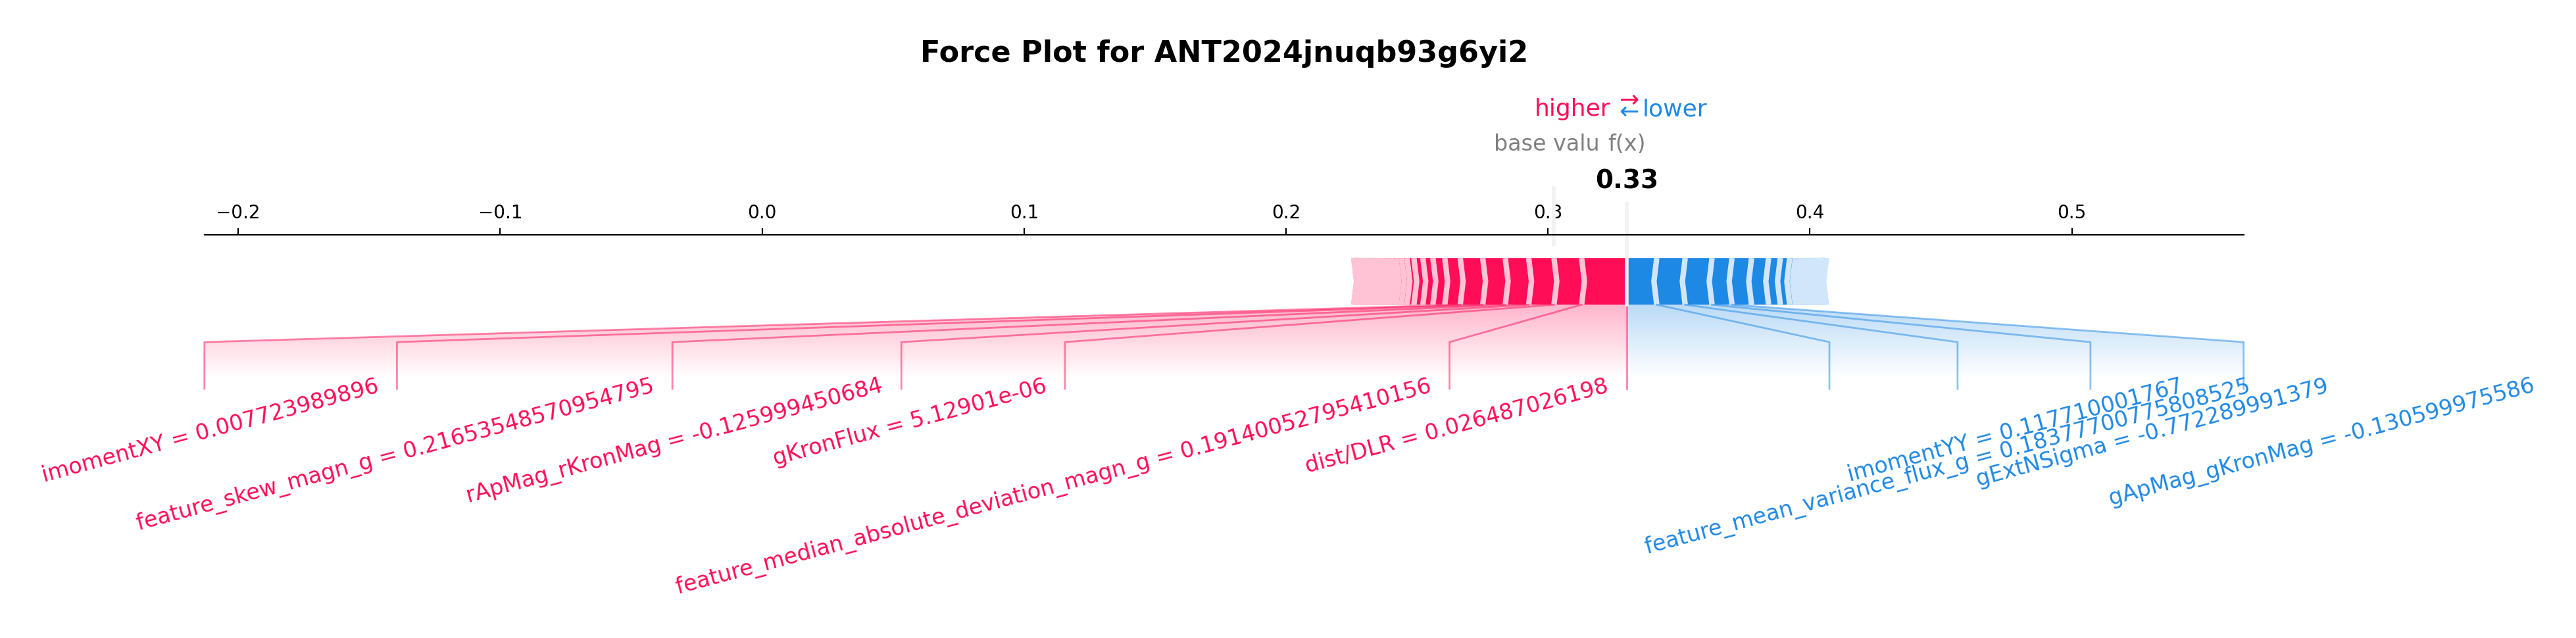 Force Plot for ANT2024jnuqb93g6yi2
higher ⇄ lower
base valu f(x)
0.33
−0.2 −0.1 0.0 0.1 0.2 0.3 0.4 0.5
imomentXY = 0.007723989896
feature_skew_magn_g = 0.21653548570954795
rApMag_rKronMag = -0.125999450684
gKronFlux = 5.12901e-06
feature_median_absolute_deviation_magn_g = 0.19140052795410156
dist/DLR = 0.026487026198
imomentYY = 0.117710001767
feature_mean_variance_flux_g = 0.18377700775808525
gExtNSigma = -0.772289991379
gApMag_gKronMag = -0.130599975586